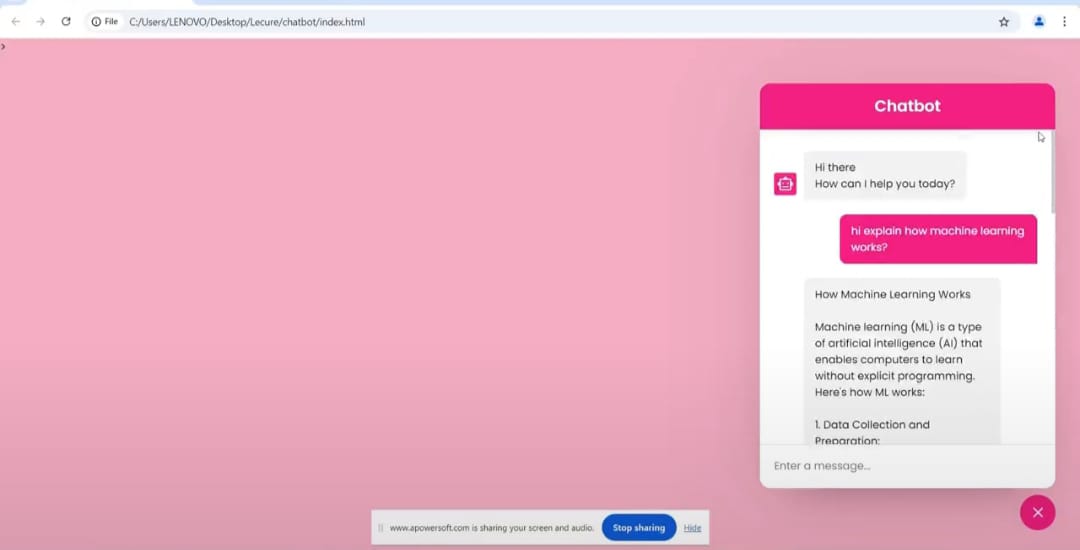 File C:/Users/LENOVO/Desktop/Lecure/chatbot/index.html
>
Chatbot
Hi there
How can I help you today?
hi explain how machine learning
works?
How Machine Learning Works
Machine learning (ML) is a type
of artificial intelligence (AI) that
enables computers to learn
without explicit programming.
Here's how ML works:
1. Data Collection and
Preparation:
Enter a message...
|| www.apowersoft.com is sharing your screen and audio. Stop sharing Hide